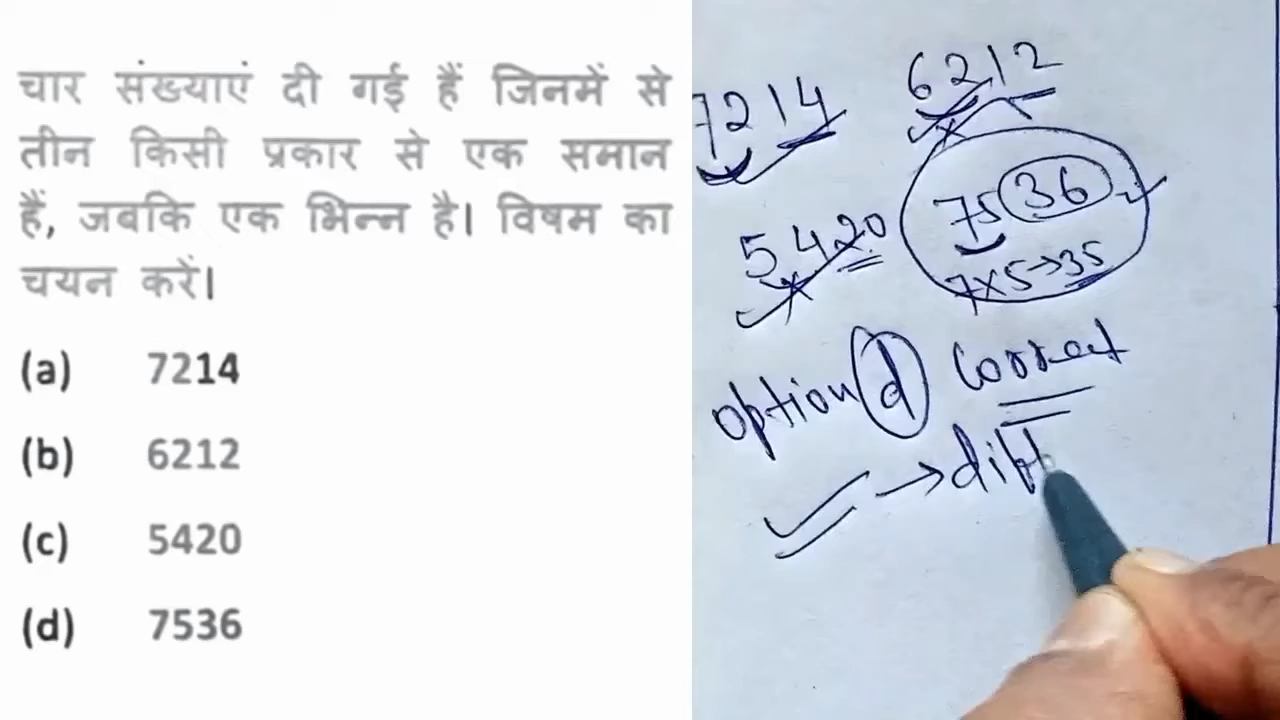 चार संख्याएं दी गई हैं जिनमें से
तीन किसी प्रकार से एक समान
हैं, जबकि एक भिन्न है। विषम का
चयन करें।
(a) 7214
(b) 6212
(c) 5420
(d) 7536
7214
6212
5420
7536
7×5→35
option d correct
→